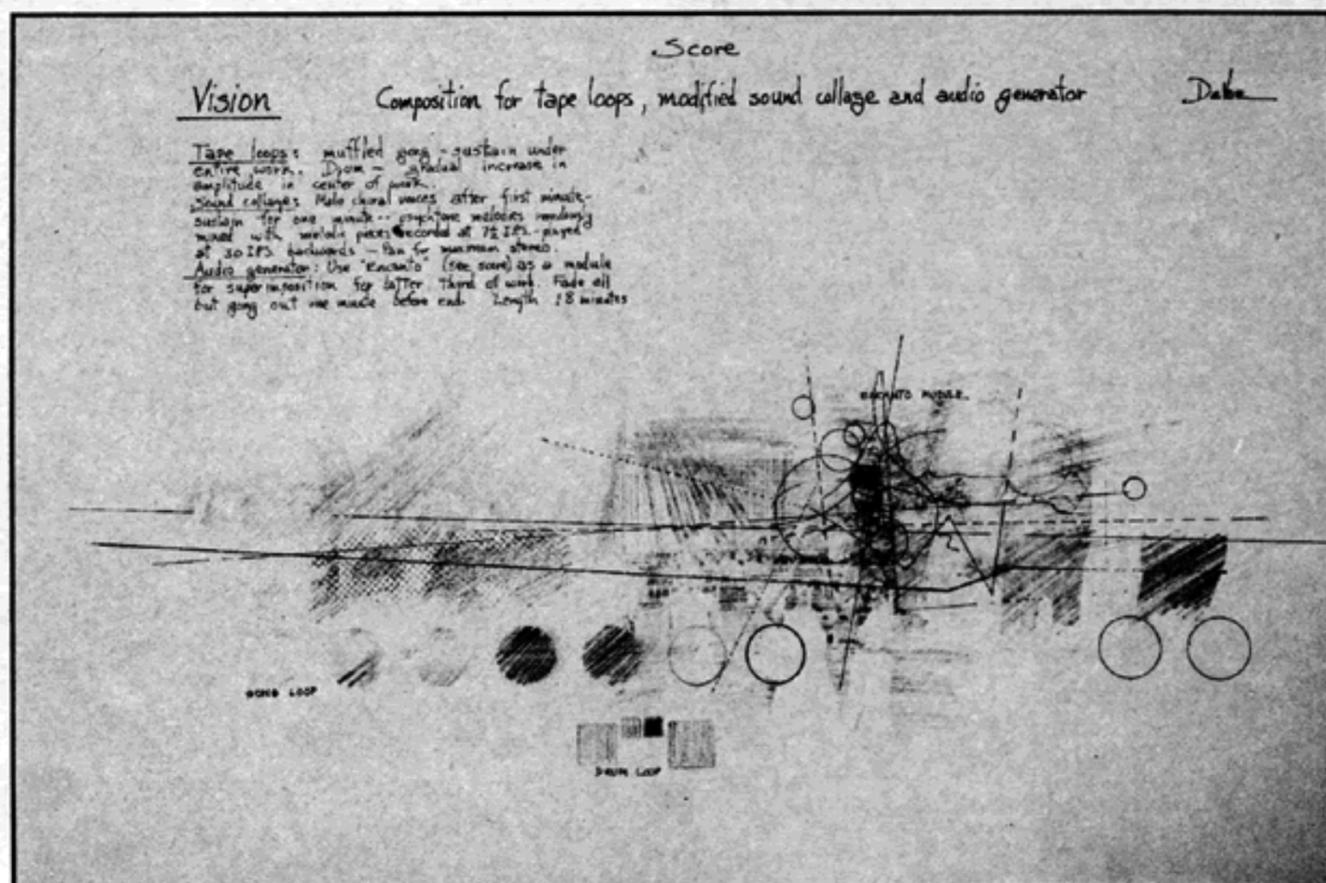 Score
Vision
Composition for tape loops, modified sound collage and audio generator
Tape loops: muffled gong - sustain under
entire work. Drum - gradual increase in
amplitude in center of work.
Sound collage: Male choral voices after first minute-
sustain for one minute -- psychtone melodies randomly
mixed with melodic pieces recorded at 7½ IPS - played
at 30 IPS. backwards - Pan for maximum stereo.
Audio generator: Use "Encanto" (see score) as a module
for superimposition for latter third of work. Fade all
but gong out one minute before end. Length 8 minutes
ENCANTO MODULE
GONG LOOP
DRUM LOOP